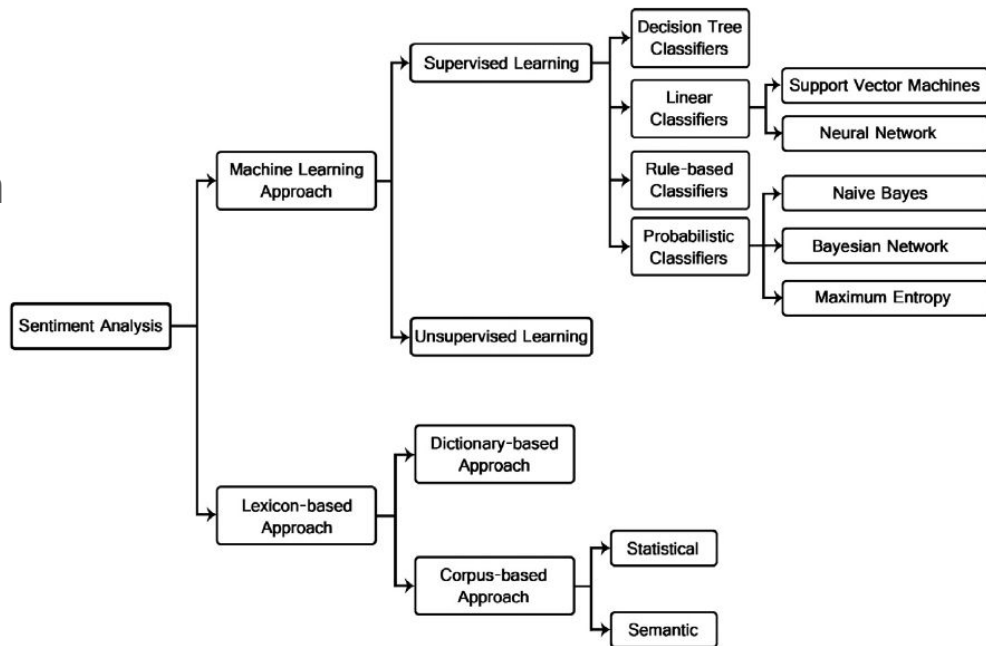 Decision Tree
Classifiers
Supervised Learning
Linear
Classifiers
Support Vector Machines
Neural Network
Machine Learning
Approach
Rule-based
Classifiers
Naive Bayes
Probabilistic
Classifiers
Bayesian Network
Maximum Entropy
Sentiment Analysis
Unsupervised Learning
Dictionary-based
Approach
Lexicon-based
Approach
Statistical
Corpus-based
Approach
Semantic